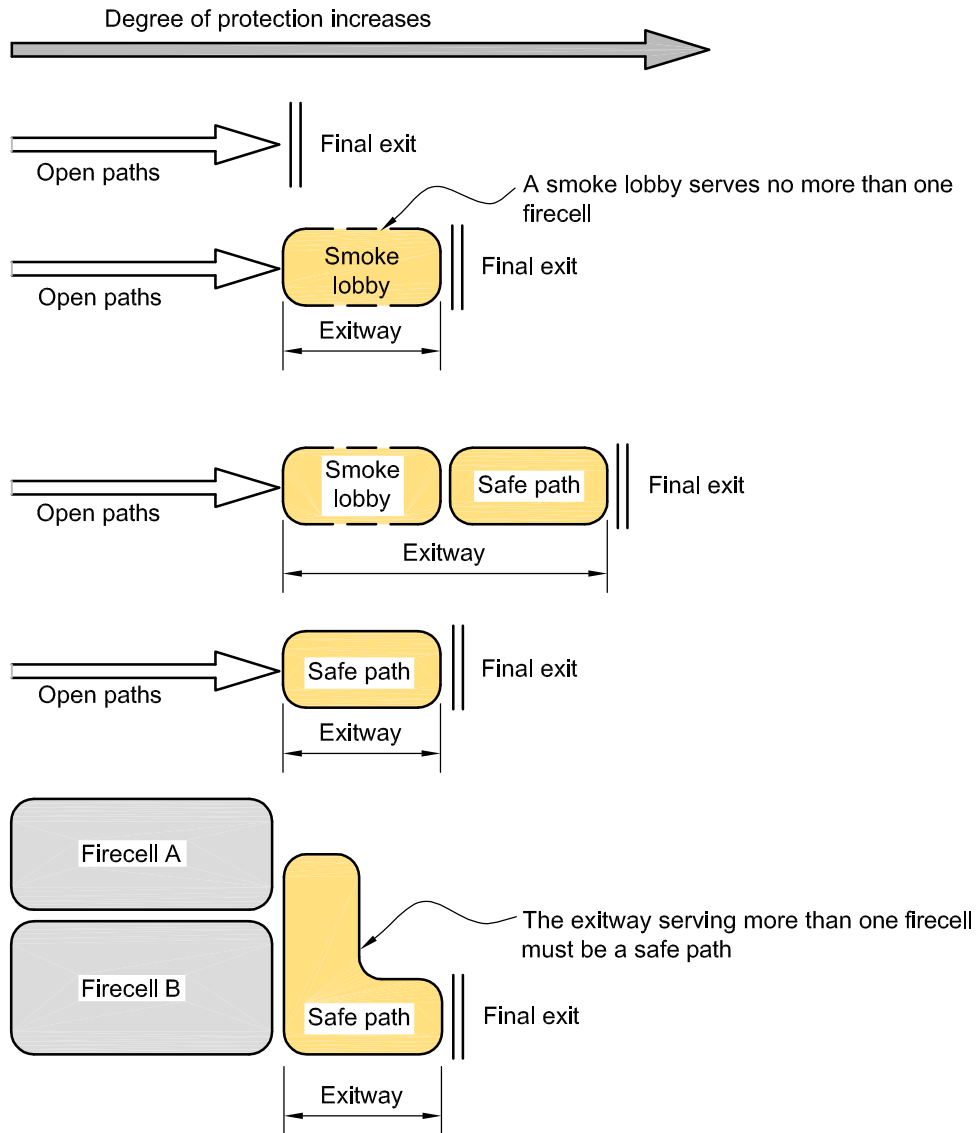 Degree of protection increases
Final exit
Open paths
A smoke lobby serves no more than one
firecell
Smoke
lobby
Final exit
Open paths
Exitway
Smoke
lobby
Safe path
Final exit
Open paths
Exitway
Safe path
Final exit
Open paths
Exitway
Firecell A
The exitway serving more than one firecell
must be a safe path
Firecell B
Safe path
Final exit
Exitway